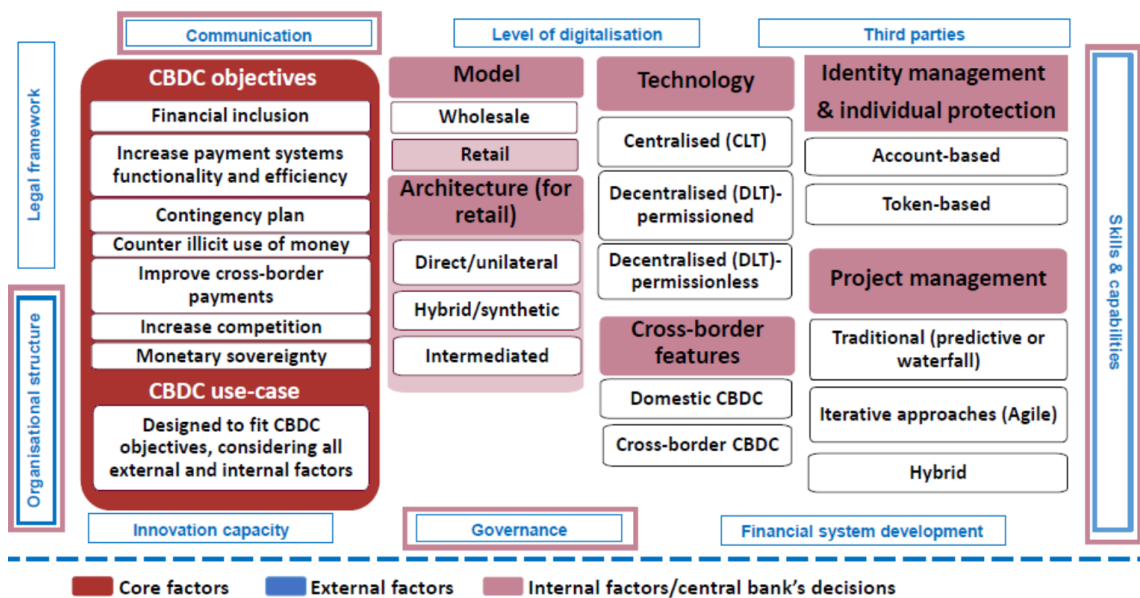 Communication
Level of digitalisation
Third parties
Legal framework
Organisational structure
CBDC objectives
Financial inclusion
Increase payment systems
functionality and efficiency
Contingency plan
Counter illicit use of money
Improve cross-border
payments
Increase competition
Monetary sovereignty
CBDC use-case
Designed to fit CBDC
objectives, considering all
external and internal factors
Model
Wholesale
Retail
Architecture (for
retail)
Direct/unilateral
Hybrid/synthetic
Intermediated
Technology
Centralised (CLT)
Decentralised (DLT)-
permissioned
Decentralised (DLT)-
permissionless
Cross-border
features
Domestic CBDC
Cross-border CBDC
Identity management
& individual protection
Account-based
Token-based
Project management
Traditional (predictive or
waterfall)
Iterative approaches (Agile)
Hybrid
Skills & capabilities
Innovation capacity
Governance
Financial system development
Core factors
External factors
Internal factors/central bank's decisions